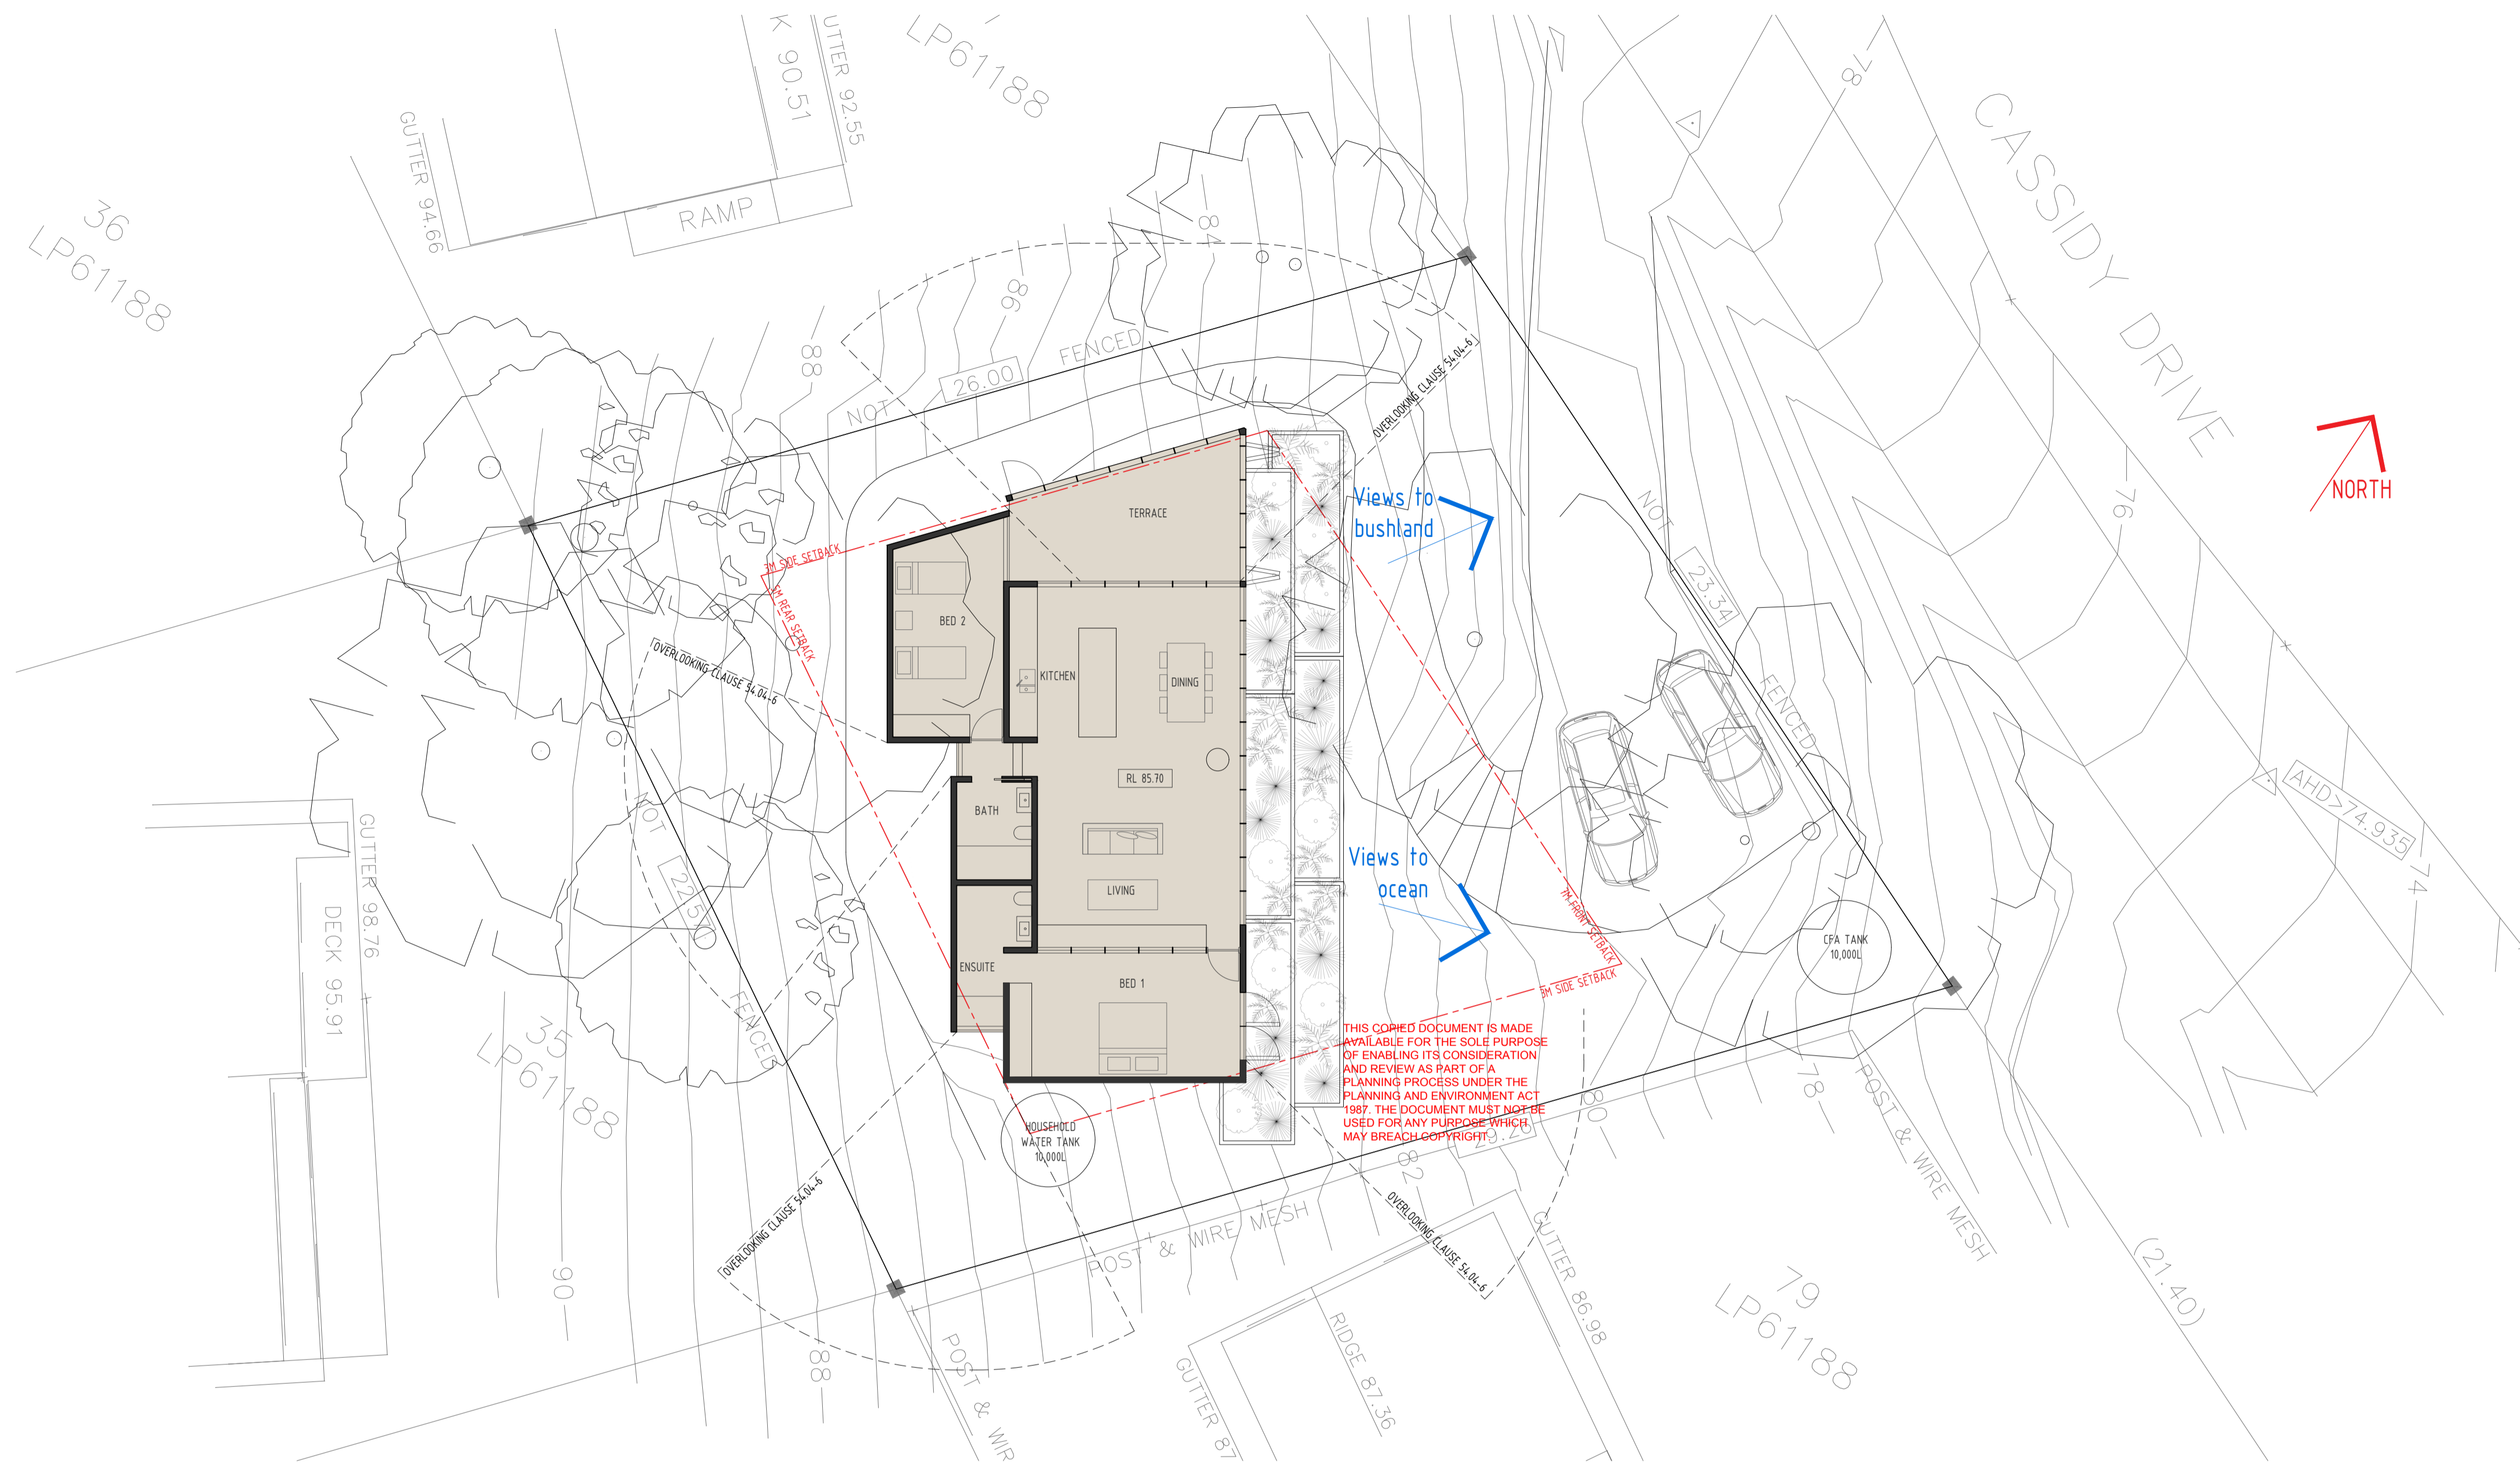 36
LP61188
GUTTER 94.66
RAMP
K 90.51
UTTER 92.55
LP61188
CASSIDY DRIVE
78
84
86
88
NOT
26.00
FENCED
OVERLOOKING CLAUSE 54.04-6
NORTH
Views to
bushland
TERRACE
3M SIDE SETBACK
5M REAR SETBACK
OVERLOOKING CLAUSE 54.04-6
BED 2
KITCHEN
DINING
RL 85.70
BATH
LIVING
ENSUITE
BED 1
Views to
ocean
NOT
23.34
FENCED
76
AHD>74.935
74
7M FRONT SETBACK
3M SIDE SETBACK
CFA TANK
10,000L
GUTTER 98.76
DECK 95.91
NOT
22.57
FENCED
35
LP61188
90
88
OVERLOOKING CLAUSE 54.04-6
HOUSEHOLD
WATER TANK
10,000L
THIS COPIED DOCUMENT IS MADE
AVAILABLE FOR THE SOLE PURPOSE
OF ENABLING ITS CONSIDERATION
AND REVIEW AS PART OF A
PLANNING PROCESS UNDER THE
PLANNING AND ENVIRONMENT ACT
1987. THE DOCUMENT MUST NOT BE
USED FOR ANY PURPOSE WHICH
MAY BREACH COPYRIGHT
82
80
78
POST & WIRE MESH
POST & WIRE MESH
OVERLOOKING CLAUSE 54.04-6
GUTTER 86.98
RIDGE 87.36
GUTTER 87
POST & WIR
79
LP61188
(21.40)